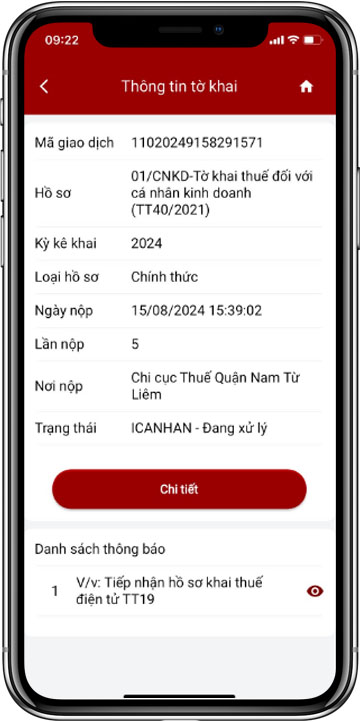 09:22
Thông tin tờ khai
Mã giao dịch 11020249158291571
Hồ sơ 01/CNKD-Tờ khai thuế đối với
cá nhân kinh doanh
(TT40/2021)
Kỳ kê khai 2024
Loại hồ sơ Chính thức
Ngày nộp 15/08/2024 15:39:02
Lần nộp 5
Nơi nộp Chi cục Thuế Quận Nam Từ
Liêm
Trạng thái ICANHAN - Đang xử lý
Chi tiết
Danh sách thông báo
1 V/v: Tiếp nhận hồ sơ khai thuế
điện tử TT19